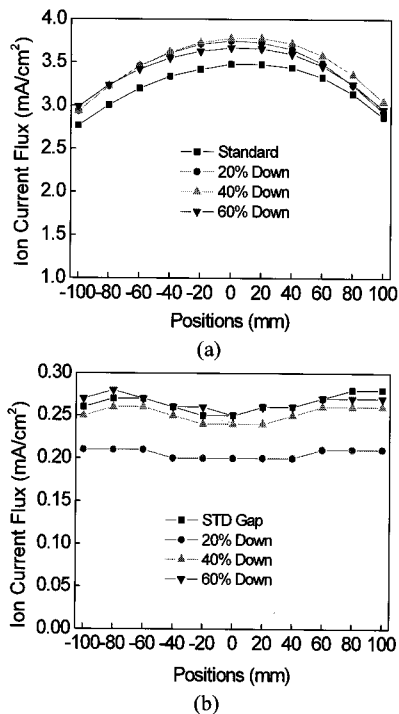 4.0
3.5
3.0
2.5
2.0
1.5
1.0
Ion Current Flux (mA/cm²)
Standard
20% Down
40% Down
60% Down
-100 -80 -60 -40 -20 0 20 40 60 80 100
Positions (mm)
(a)
0.30
0.25
0.20
0.15
0.10
0.05
0.00
Ion Current Flux (mA/cm²)
STD Gap
20% Down
40% Down
60% Down
-100 -80 -60 -40 -20 0 20 40 60 80 100
Positions (mm)
(b)